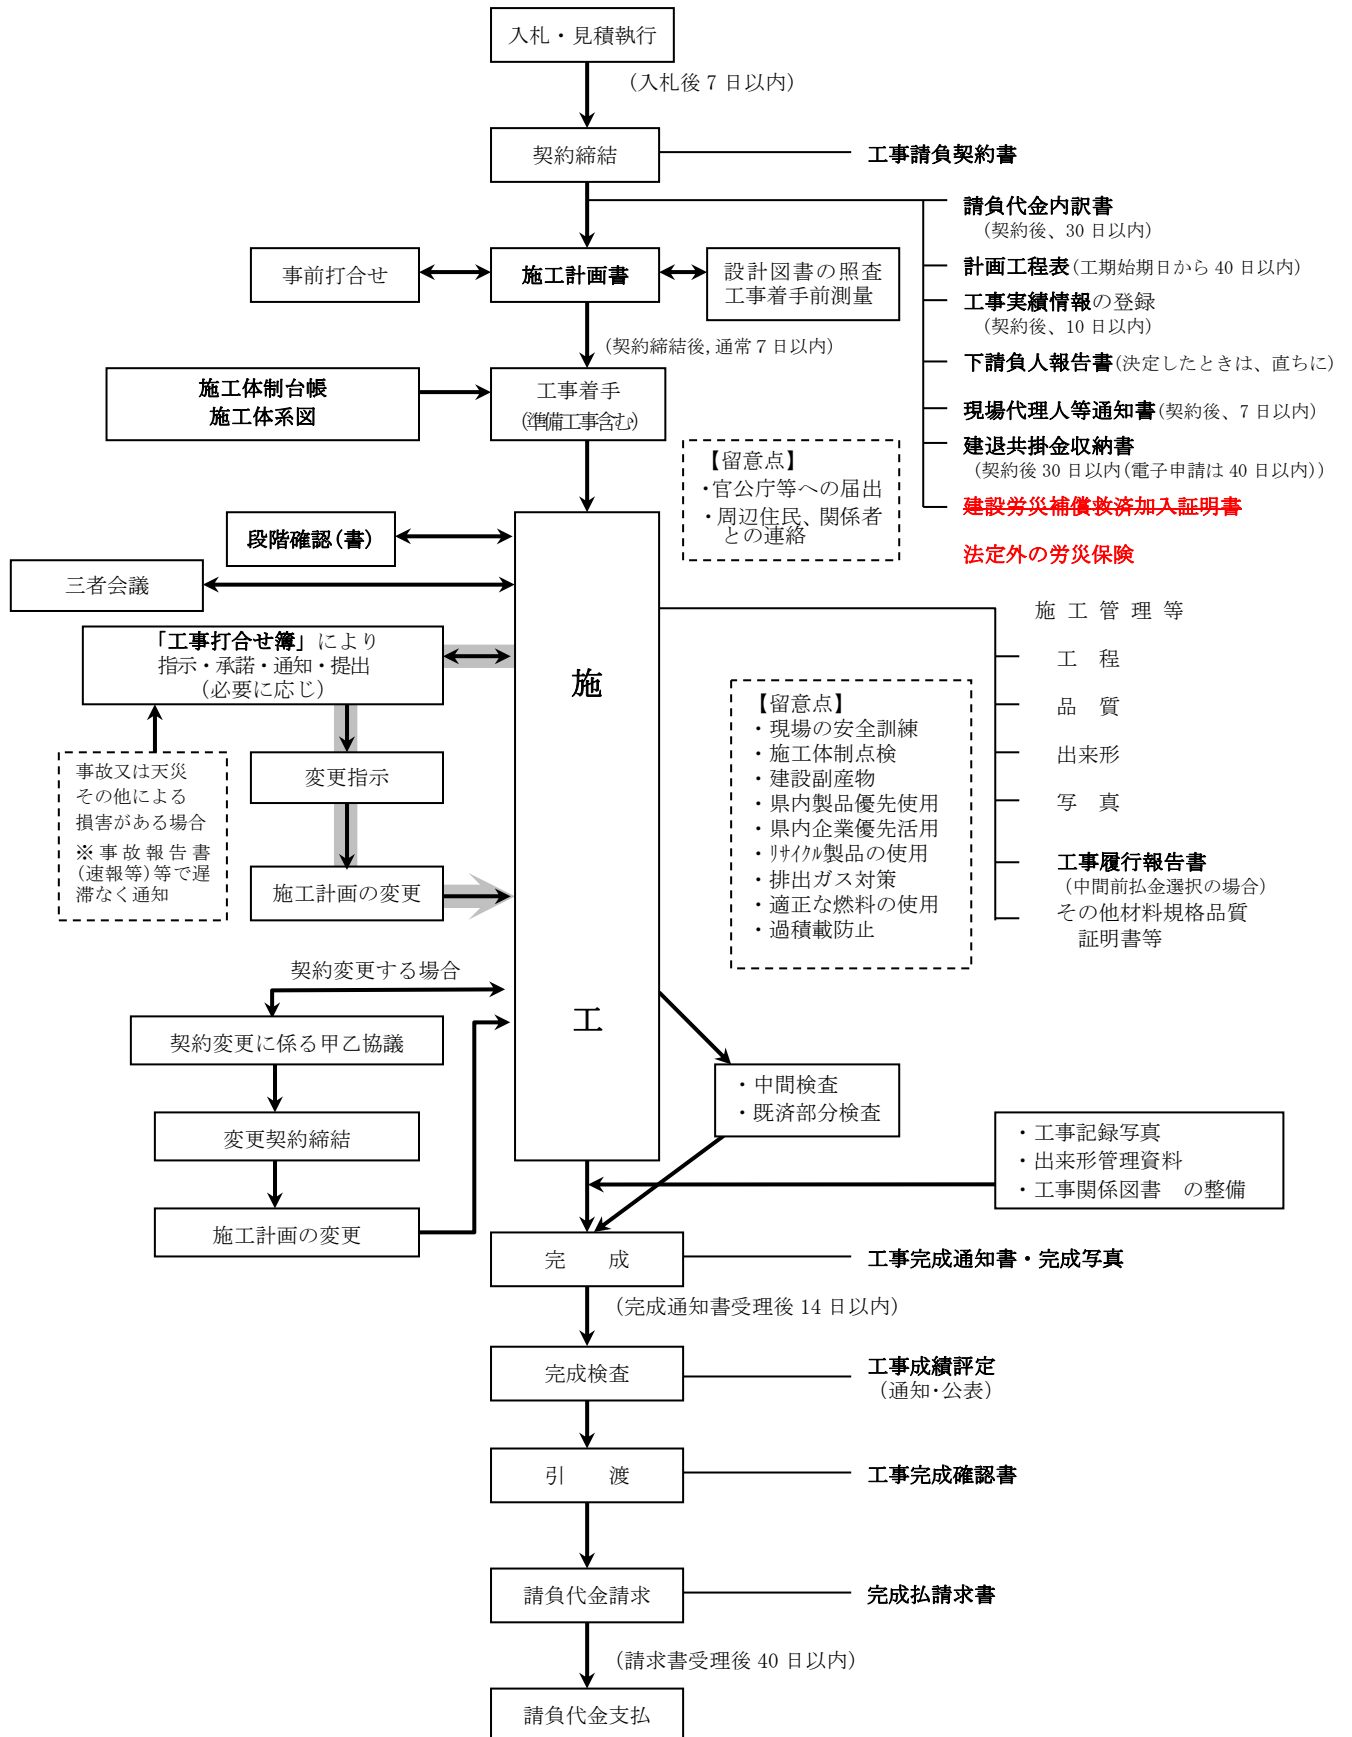 入札・見積執行
(入札後 7 日以内)
契約締結
工事請負契約書
請負代金内訳書
(契約後、30 日以内)
事前打合せ
施工計画書
設計図書の照査
工事着手前測量
計画工程表(工期始期日から 40 日以内)
工事実績情報の登録
(契約後、10 日以内)
(契約締結後,通常 7 日以内)
下請負人報告書(決定したときは、直ちに)
施工体制台帳
施工体系図
工事着手
(準備工事含む)
現場代理人等通知書(契約後、7 日以内)
建退共掛金収納書
(契約後 30 日以内(電子申請は 40 日以内))
【留意点】
・官公庁等への届出
・周辺住民、関係者
との連絡
建設労災補償救済加入証明書
法定外の労災保険
段階確認(書)
三者会議
施 工 管 理 等
「工事打合せ簿」により
指示・承諾・通知・提出
(必要に応じ)
施
工
工　程
品　質
出来形
写　真
工事履行報告書
(中間前払金選択の場合)
その他材料規格品質
証明書等
【留意点】
・現場の安全訓練
・施工体制点検
・建設副産物
・県内製品優先使用
・県内企業優先活用
・ﾘｻｲｸﾙ製品の使用
・排出ガス対策
・適正な燃料の使用
・過積載防止
事故又は天災
その他による
損害がある場合
※事故報告書
(速報等)等で遅
滞なく通知
変更指示
施工計画の変更
契約変更する場合
契約変更に係る甲乙協議
変更契約締結
施工計画の変更
・中間検査
・既済部分検査
・工事記録写真
・出来形管理資料
・工事関係図書　の整備
完　成
工事完成通知書・完成写真
(完成通知書受理後 14 日以内)
完成検査
工事成績評定
(通知・公表)
引　渡
工事完成確認書
請負代金請求
完成払請求書
(請求書受理後 40 日以内)
請負代金支払